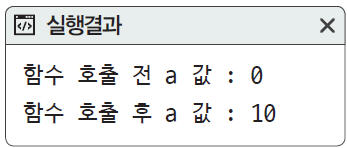 실행결과
함수 호출 전 a 값 : 0
함수 호출 후 a 값 : 10